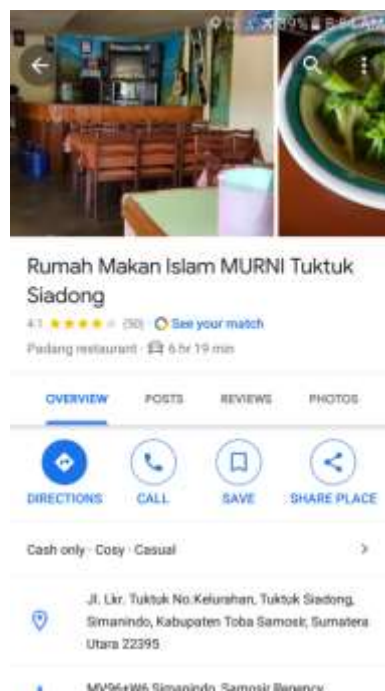 Rumah Makan Islam MURNI Tuktuk
Siadong
4.1 (50) See your match
Padang restaurant · 6 hr 19 min
OVERVIEW POSTS REVIEWS PHOTOS
DIRECTIONS CALL SAVE SHARE PLACE
Cash only · Cosy · Casual
Jl. Lkr. Tuktuk No.Kelurahan, Tuktuk Siadong,
Simanindo, Kabupaten Toba Samosir, Sumatera
Utara 22395
MV96+W6 Simanindo, Samosir Regency